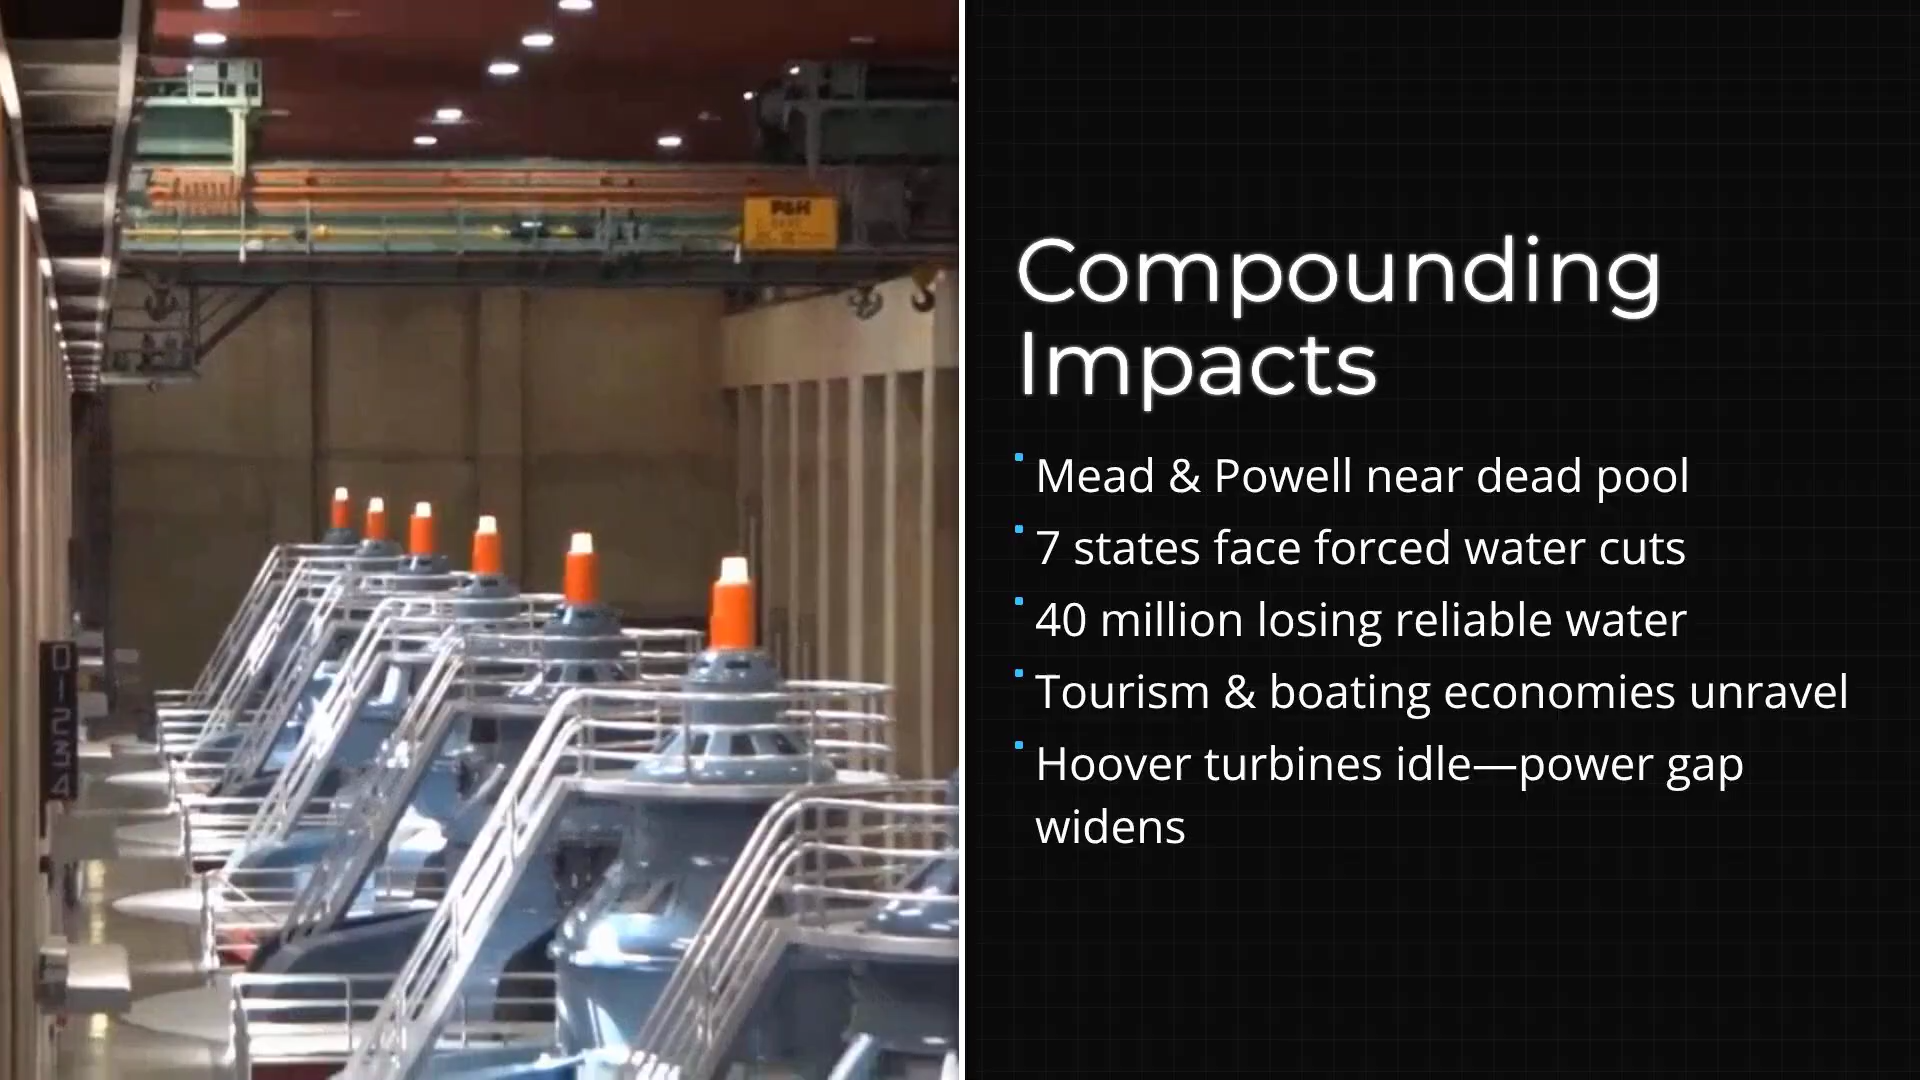 P&H
Compounding
Impacts
Mead & Powell near dead pool
7 states face forced water cuts
40 million losing reliable water
Tourism & boating economies unravel
Hoover turbines idle—power gap
widens